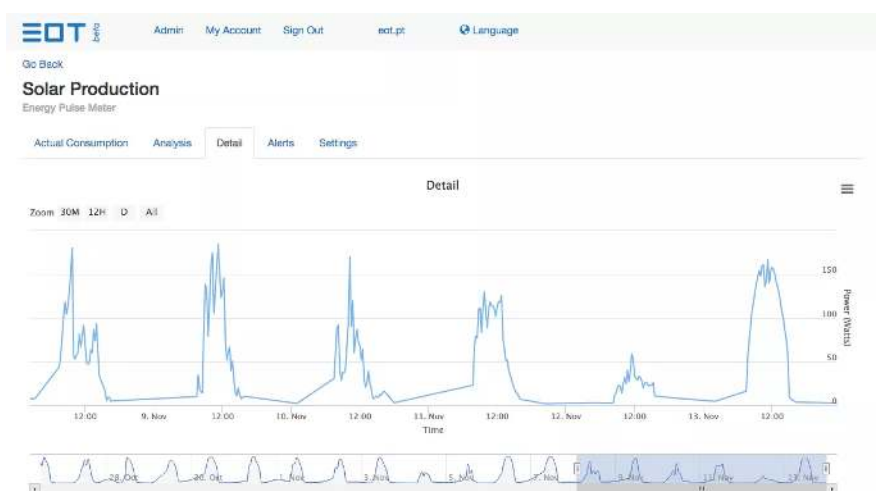 EOT beta
Admin My Account Sign Out eot.pt Language
Go Back
Solar Production
Energy Pulse Meter
Actual Consumption Analysis Detail Alerts Settings
Detail
Zoom 30M 12H D All
150
100
50
0
Power (Watts)
12:00 9. Nov 12:00 10. Nov 12:00 11. Nov 12:00 12. Nov 12:00 13. Nov 12:00
Time
28. Oct 30. Oct 1. Nov 3. Nov 5. Nov 7. Nov 9. Nov 11. Nov 13. Nov